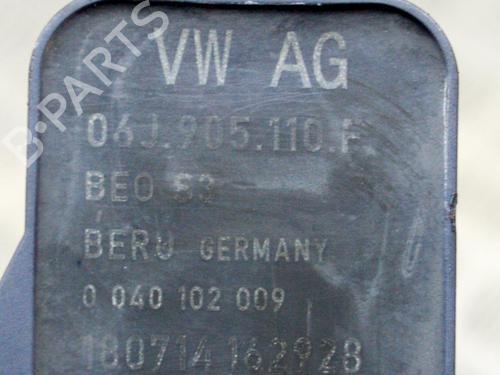 B-PARTS
VW AG
06J.905.110.F
BEO 53
BERU GERMANY
0 040 102 009
180714 162928